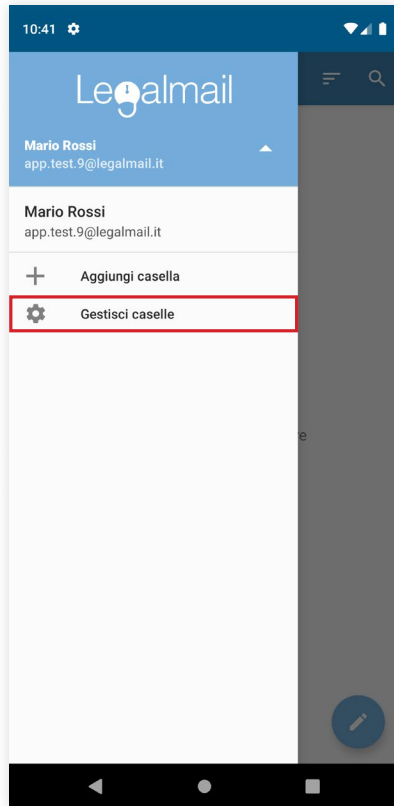 10:41
Legalmail
Mario Rossi
app.test.9@legalmail.it
Mario Rossi
app.test.9@legalmail.it
Aggiungi casella
Gestisci caselle